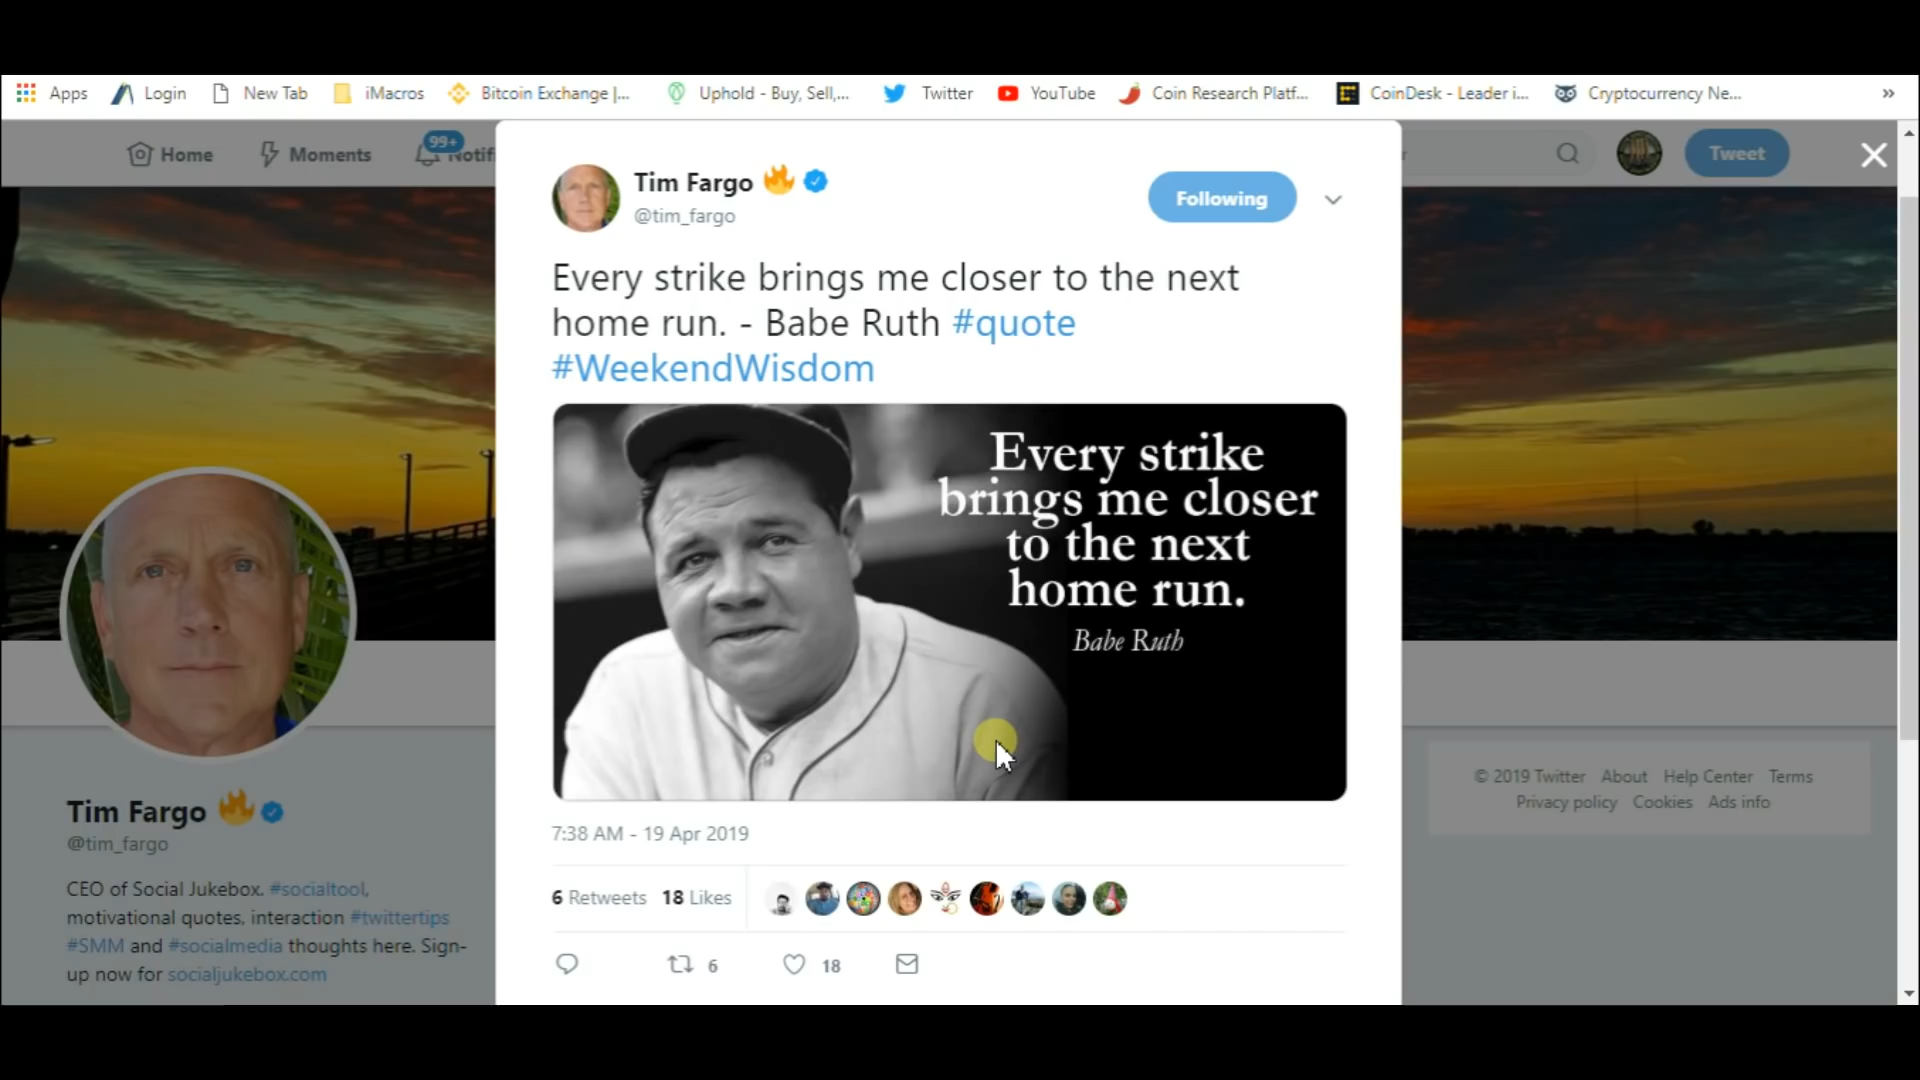 Apps Login New Tab iMacros Bitcoin Exchange |... Uphold - Buy, Sell,... Twitter YouTube Coin Research Platf... CoinDesk - Leader i... Cryptocurrency Ne... »
Home Moments 99+ Notif Tweet
Tim Fargo
@tim_fargo
Following
Every strike brings me closer to the next
home run. - Babe Ruth #quote
#WeekendWisdom
Every strike
brings me closer
to the next
home run.
Babe Ruth
7:38 AM - 19 Apr 2019
6 Retweets 18 Likes
6 18
Tim Fargo
@tim_fargo
CEO of Social Jukebox. #socialtool,
motivational quotes, interaction #twittertips
#SMM and #socialmedia thoughts here. Sign-
up now for socialjukebox.com
© 2019 Twitter About Help Center Terms
Privacy policy Cookies Ads info